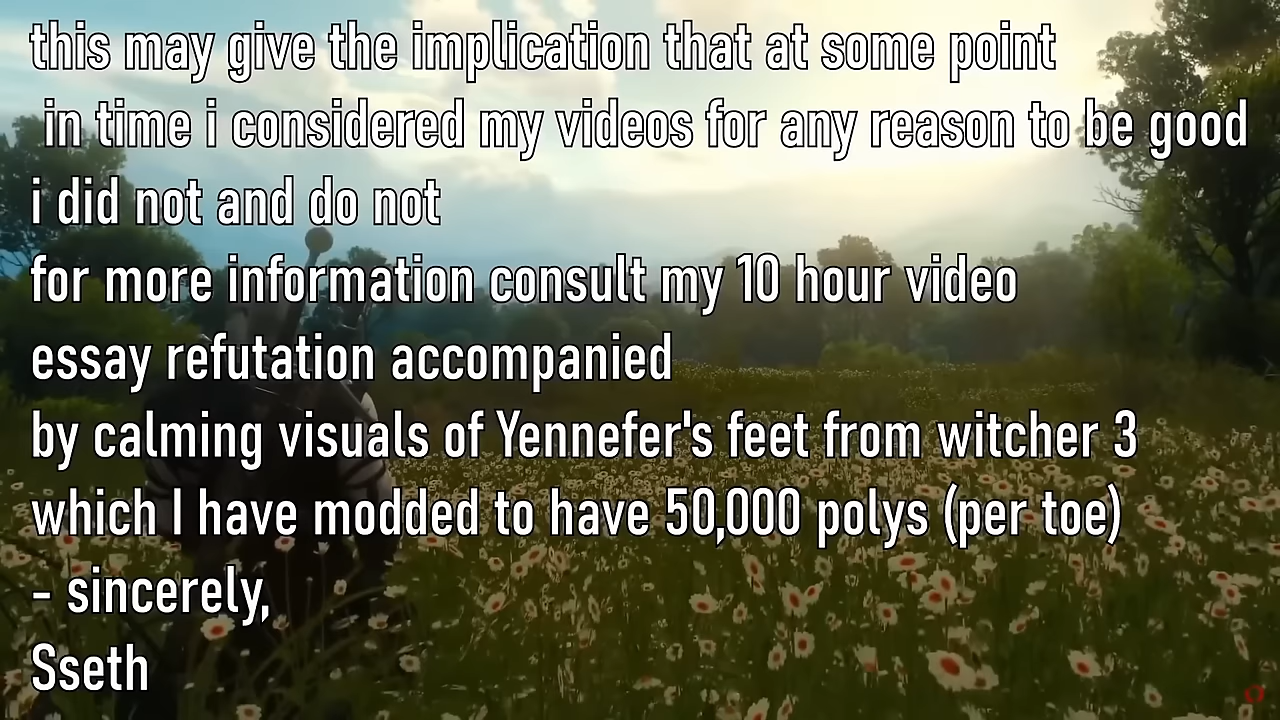 this may give the implication that at some point
in time i considered my videos for any reason to be good
i did not and do not
for more information consult my 10 hour video
essay refutation accompanied
by calming visuals of Yennefer's feet from witcher 3
which I have modded to have 50,000 polys (per toe)
- sincerely,
Sseth